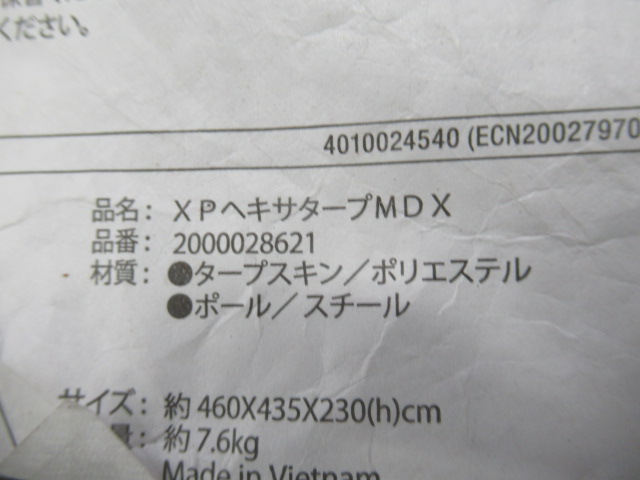 ください。
4010024540 (ECN20027970
品名： ＸＰヘキサタープＭＤＸ
品番： 2000028621
材質： ●タープスキン／ポリエステル
●ポール／スチール
サイズ： 約 460X435X230(h)cm
量： 約 7.6kg
Made in Vietnam